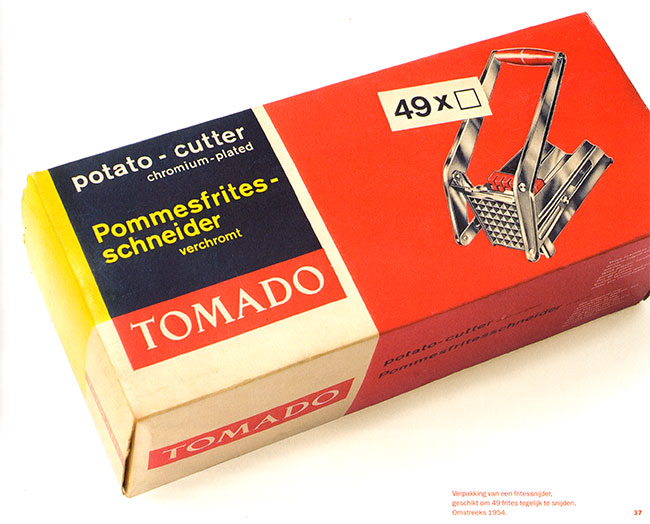 49x□
potato - cutter
chromium-plated
Pommesfrites-
schneider
verchromt
TOMADO
potato-cutter
Pommesfritesschneider
TOMADO
Verpakking van een fritessnijder,
geschikt om 49 frites tegelijk te snijden.
Omstreeks 1954.
37